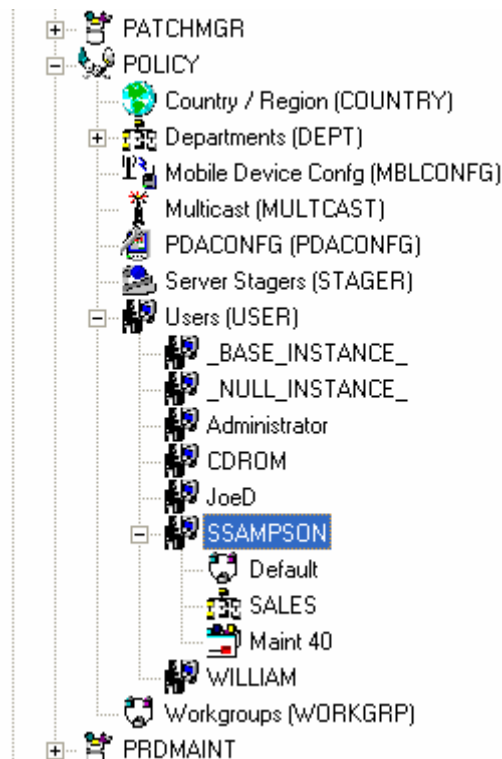 PATCHMGR
POLICY
Country / Region (COUNTRY)
Departments (DEPT)
Mobile Device Confg (MBLCONFG)
Multicast (MULTCAST)
PDACONFG (PDACONFG)
Server Stagers (STAGER)
Users (USER)
_BASE_INSTANCE_
_NULL_INSTANCE_
Administrator
CDROM
JoeD
SSAMPSON
Default
SALES
Maint 40
WILLIAM
Workgroups (WORKGRP)
PRDMAINT